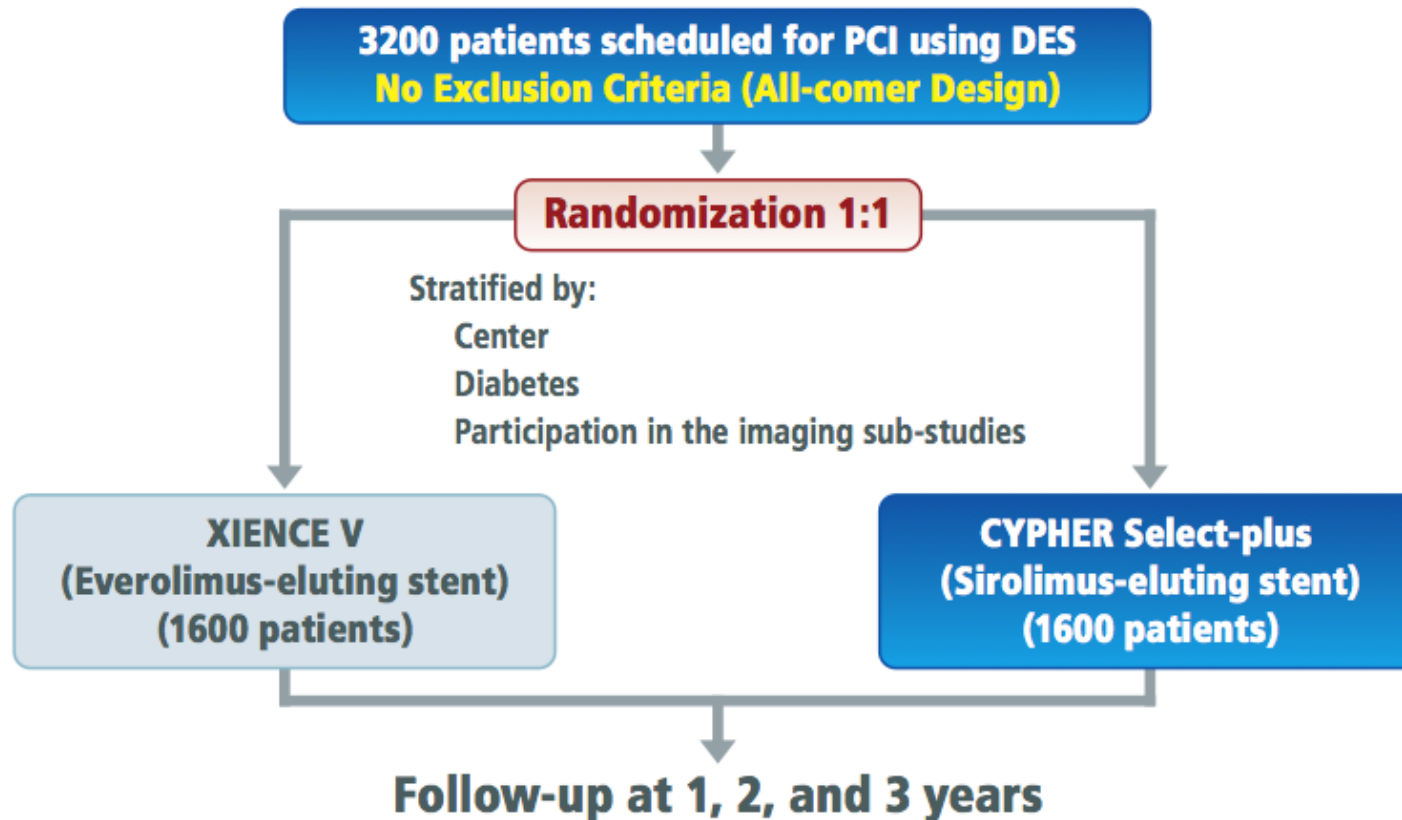 3200 patients scheduled for PCI using DES
No Exclusion Criteria (All-comer Design)
Randomization 1:1
Stratified by:
Center
Diabetes
Participation in the imaging sub-studies
XIENCE V
(Everolimus-eluting stent)
(1600 patients)
CYPHER Select-plus
(Sirolimus-eluting stent)
(1600 patients)
Follow-up at 1, 2, and 3 years